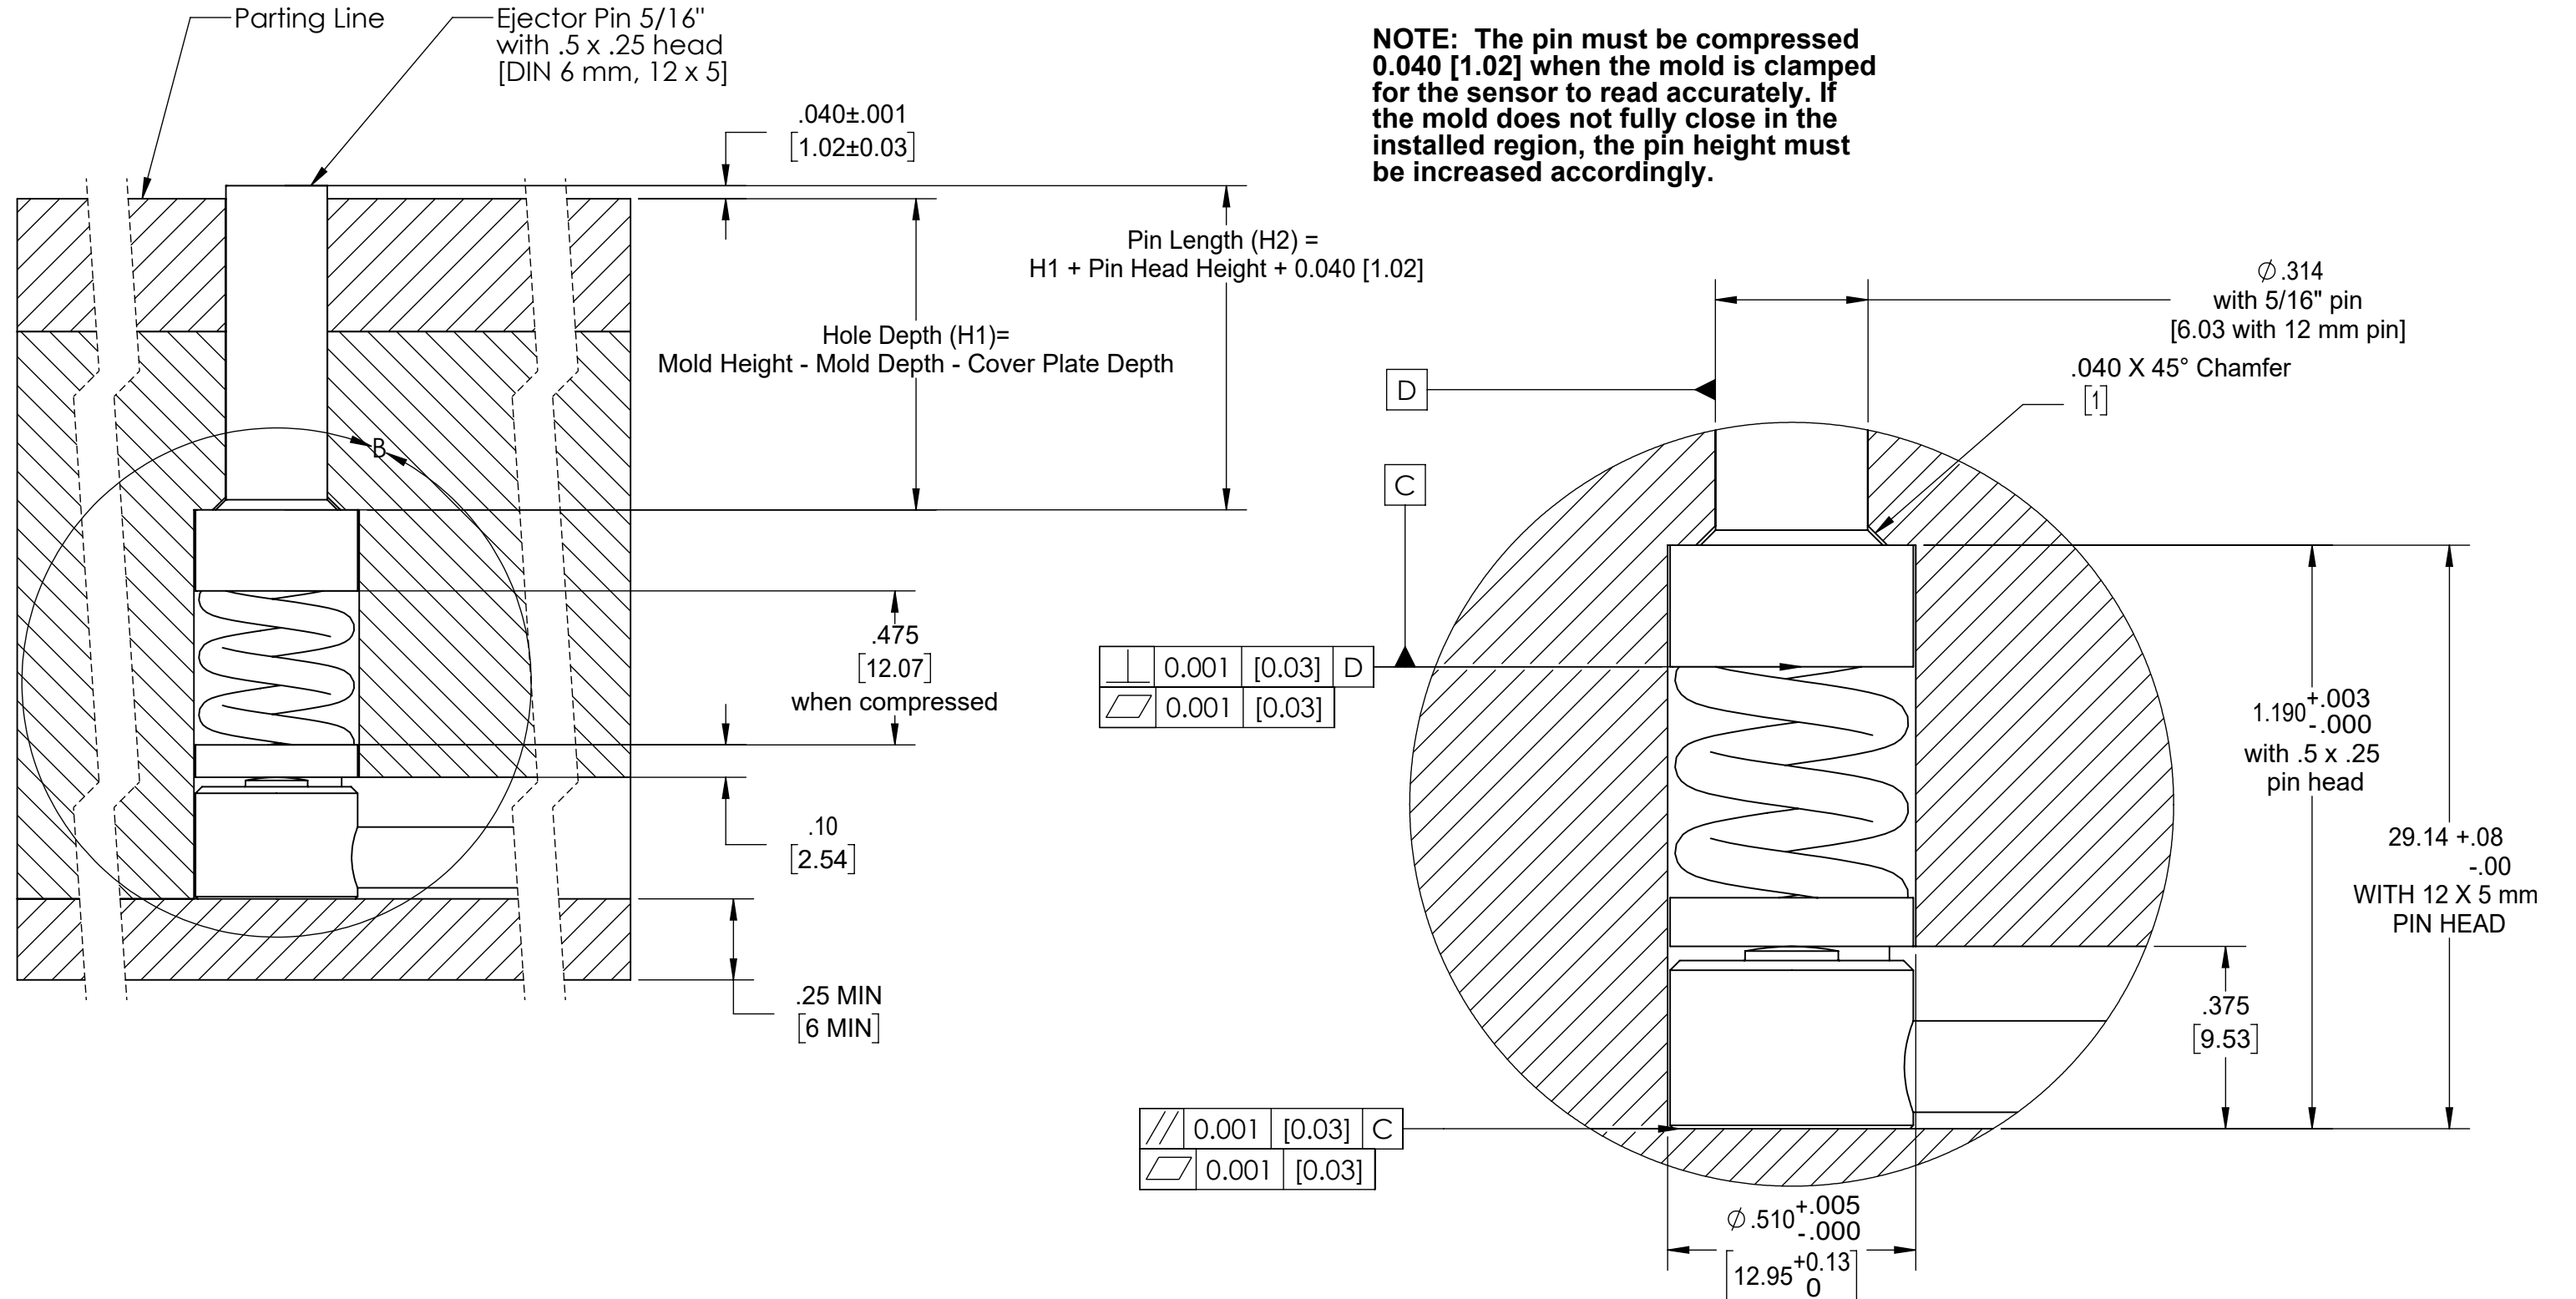 Parting Line
Ejector Pin 5/16"
with .5 x .25 head
[DIN 6 mm, 12 x 5]
.040±.001
[1.02±0.03]
NOTE:  The pin must be compressed
0.040 [1.02] when the mold is clamped
for the sensor to read accurately. If
the mold does not fully close in the
installed region, the pin height must
be increased accordingly.
Pin Length (H2) =
H1 + Pin Head Height + 0.040 [1.02]
Hole Depth (H1)=
Mold Height - Mold Depth - Cover Plate Depth
B
.475
[12.07]
when compressed
.10
[2.54]
.25 MIN
[6 MIN]
⌀ .314
with 5/16" pin
[6.03 with 12 mm pin]
.040 X 45° Chamfer
[1]
D
C
⊥ 0.001 [0.03] D
⏥ 0.001 [0.03]
1.190 +.003
-.000
with .5 x .25
pin head
29.14 +.08
-.00
WITH 12 X 5 mm
PIN HEAD
.375
[9.53]
// 0.001 [0.03] C
⏥ 0.001 [0.03]
⌀ .510 +.005
-.000
[12.95 +0.13
0]